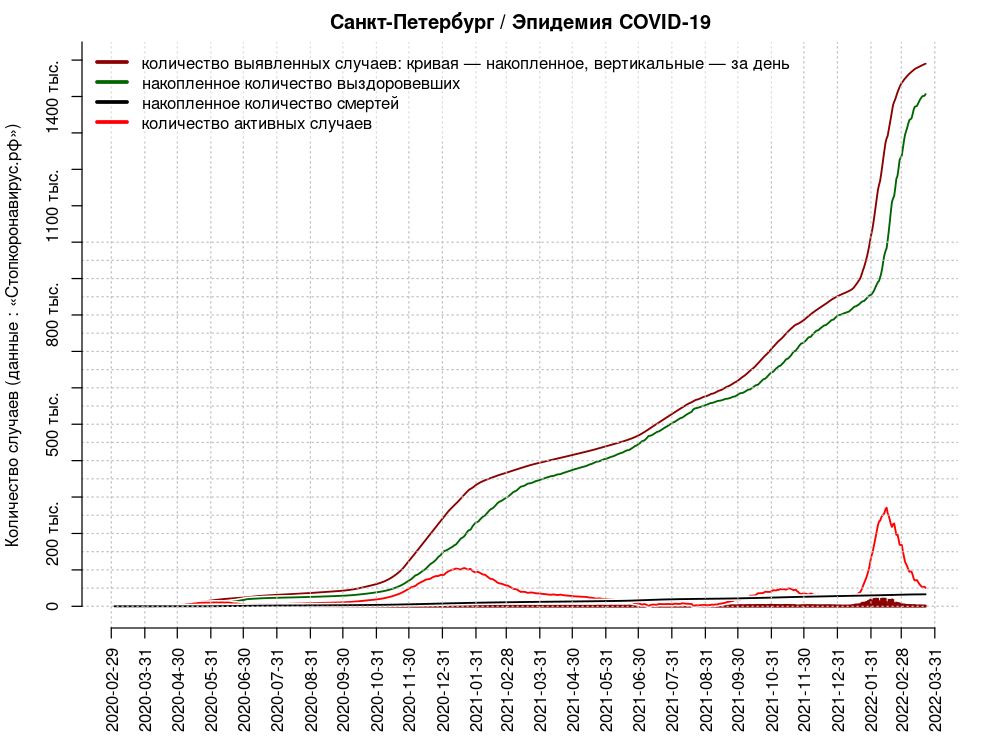 Санкт-Петербург / Эпидемия COVID-19
количество выявленных случаев: кривая — накопленное, вертикальные — за день
накопленное количество выздоровевших
накопленное количество смертей
количество активных случаев
Количество случаев (данные : «Стопкоронавирус.рф»)
1400 тыс.
1100 тыс.
800 тыс.
500 тыс.
200 тыс.
0
2020-02-29
2020-03-31
2020-04-30
2020-05-31
2020-06-30
2020-07-31
2020-08-31
2020-09-30
2020-10-31
2020-11-30
2020-12-31
2021-01-31
2021-02-28
2021-03-31
2021-04-30
2021-05-31
2021-06-30
2021-07-31
2021-08-31
2021-09-30
2021-10-31
2021-11-30
2021-12-31
2022-01-31
2022-02-28
2022-03-31